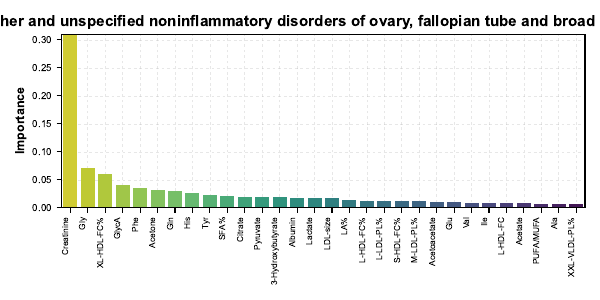 her and unspecified noninflammatory disorders of ovary, fallopian tube and broad
Importance
0.30
0.25
0.20
0.15
0.10
0.05
0.00
Creatinine
Gly
XL-HDL-FC%
GlycA
Phe
Acetone
Gln
His
Tyr
SFA%
Citrate
Pyruvate
3-Hydroxybutyrate
Albumin
Lactate
LDL-size
LA%
L-HDL-FC%
L-LDL-PL%
S-HDL-FC%
M-LDL-PL%
Acetoacetate
Glu
Val
Ile
L-HDL-FC
Acetate
PUFA/MUFA
Ala
XXL-VLDL-PL%